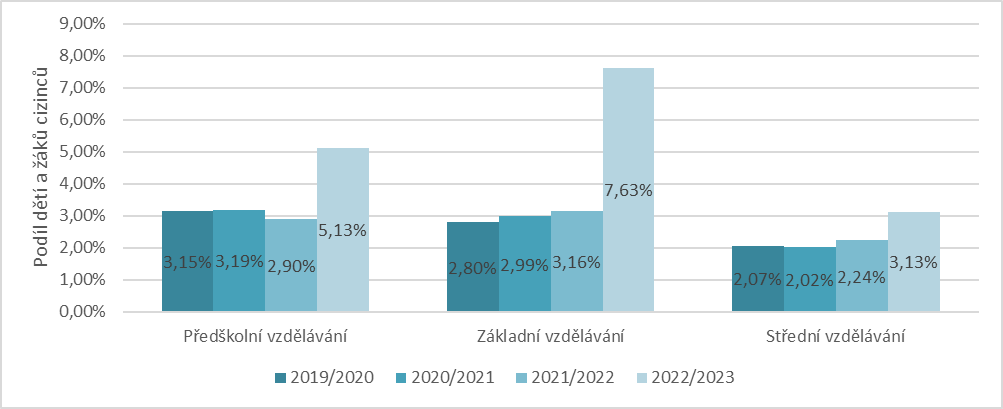 9,00%
8,00%
7,00%
6,00%
5,00%
4,00%
3,00%
2,00%
1,00%
0,00%
Podíl dětí a žáků cizinců
3,15% 3,19% 2,90% 5,13%
2,80% 2,99% 3,16% 7,63%
2,07% 2,02% 2,24% 3,13%
Předškolní vzdělávání Základní vzdělávání Střední vzdělávání
2019/2020 2020/2021 2021/2022 2022/2023